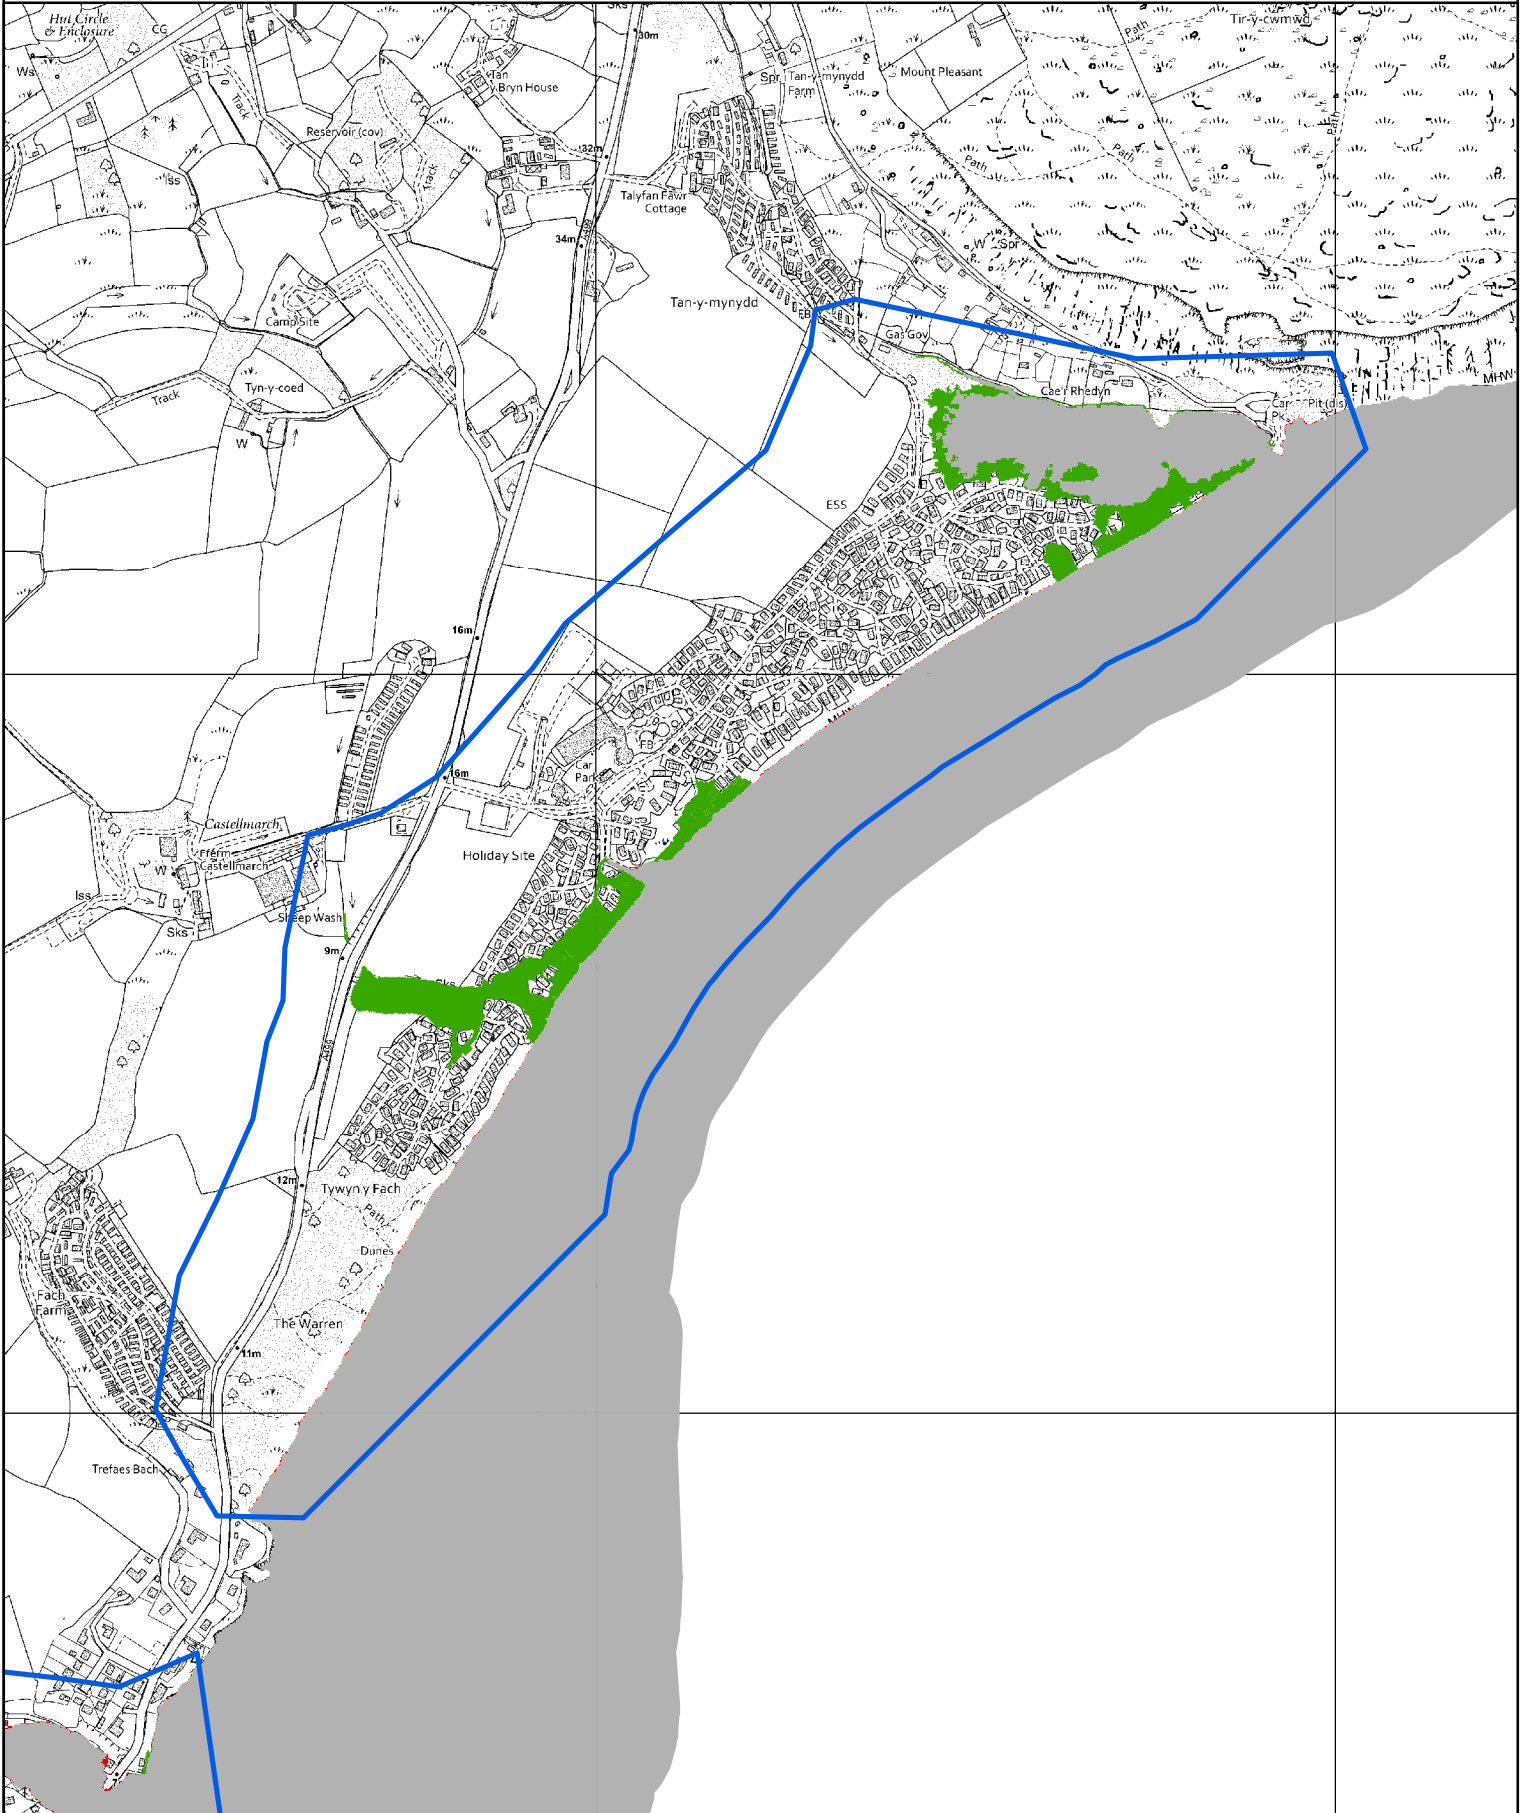 Hut Circle
& Enclosure
CG
Sks
30m
Tir-y-cwmwd
Path
Ws
Tan
y Bryn House
Spr
Tan-y-mynydd
Farm
Mount Pleasant
Track
Reservoir (cov)
Path
Path
Path
32m
Iss
Track
Talyfan Fawr
Cottage
34m
A499
W
Spr
Tan-y-mynydd
FB
Camp Site
Gas Gov
Tyn-y-coed
MHW
Track
Cae'r Rhedyn
Car
Pk
Pit (dis)
W
ESS
16m
MHW
FB
Car
Park
16m
Castellmarch
Fferm
Castellmarch
Holiday Site
W
Iss
Sheep Wash
Sks
9m
Sks
A499
12m
Tywyn y Fach
Path
Dunes
Fach
Farm
The Warren
11m
Trefaes Bach